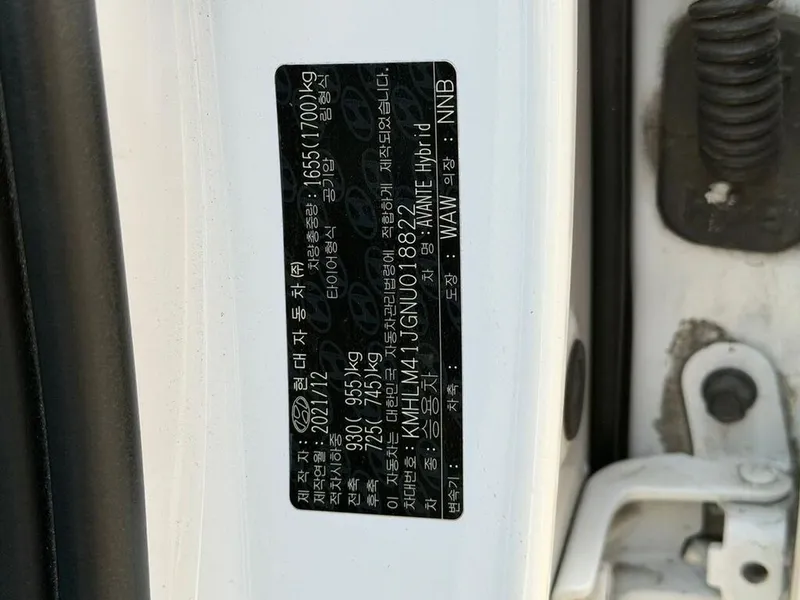 제 작 자 : 현대자동차(주)
제작연월 : 2021/12 차량총중량 : 1655(1700)kg
적차시하중 타이어형식 공기압 림형식
전축 930( 955)kg
후축 725( 745)kg
이 자동차는 대한민국 자동차관리법령에 적합하게 제작되었습니다.
차대번호: KMHLM41JGNU018822
차 종: 승용차 차 명:AVANTE Hybrid
변속기: 차축: 도장: WAW 의장: NNB